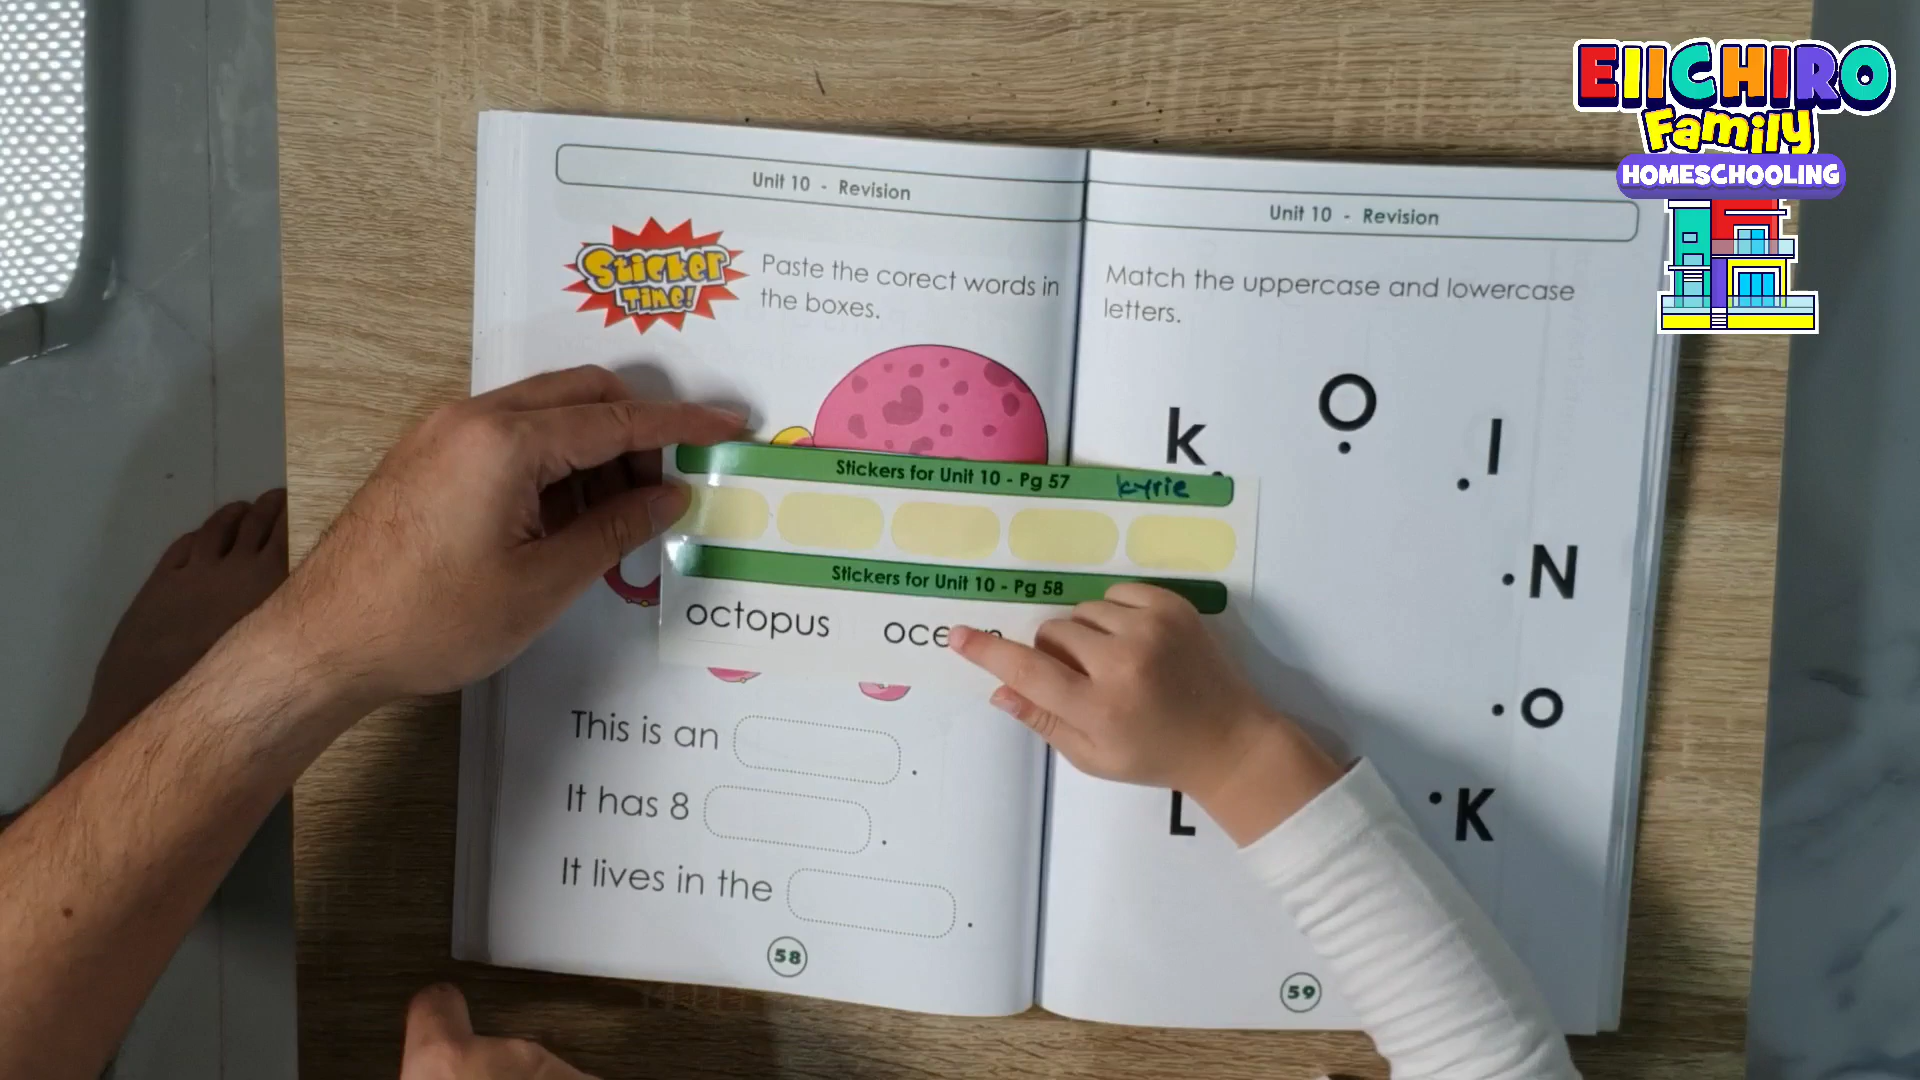 EIICHIRO
Family
HOMESCHOOLING
Unit 10 - Revision
Sticker
Time!
Paste the corect words in
the boxes.
Stickers for Unit 10 - Pg 57 kyrie
Stickers for Unit 10 - Pg 58
octopus
This is an .
It has 8 .
It lives in the .
58
Unit 10 - Revision
Match the uppercase and lowercase
letters.
k
O
l
N
o
L
K
59